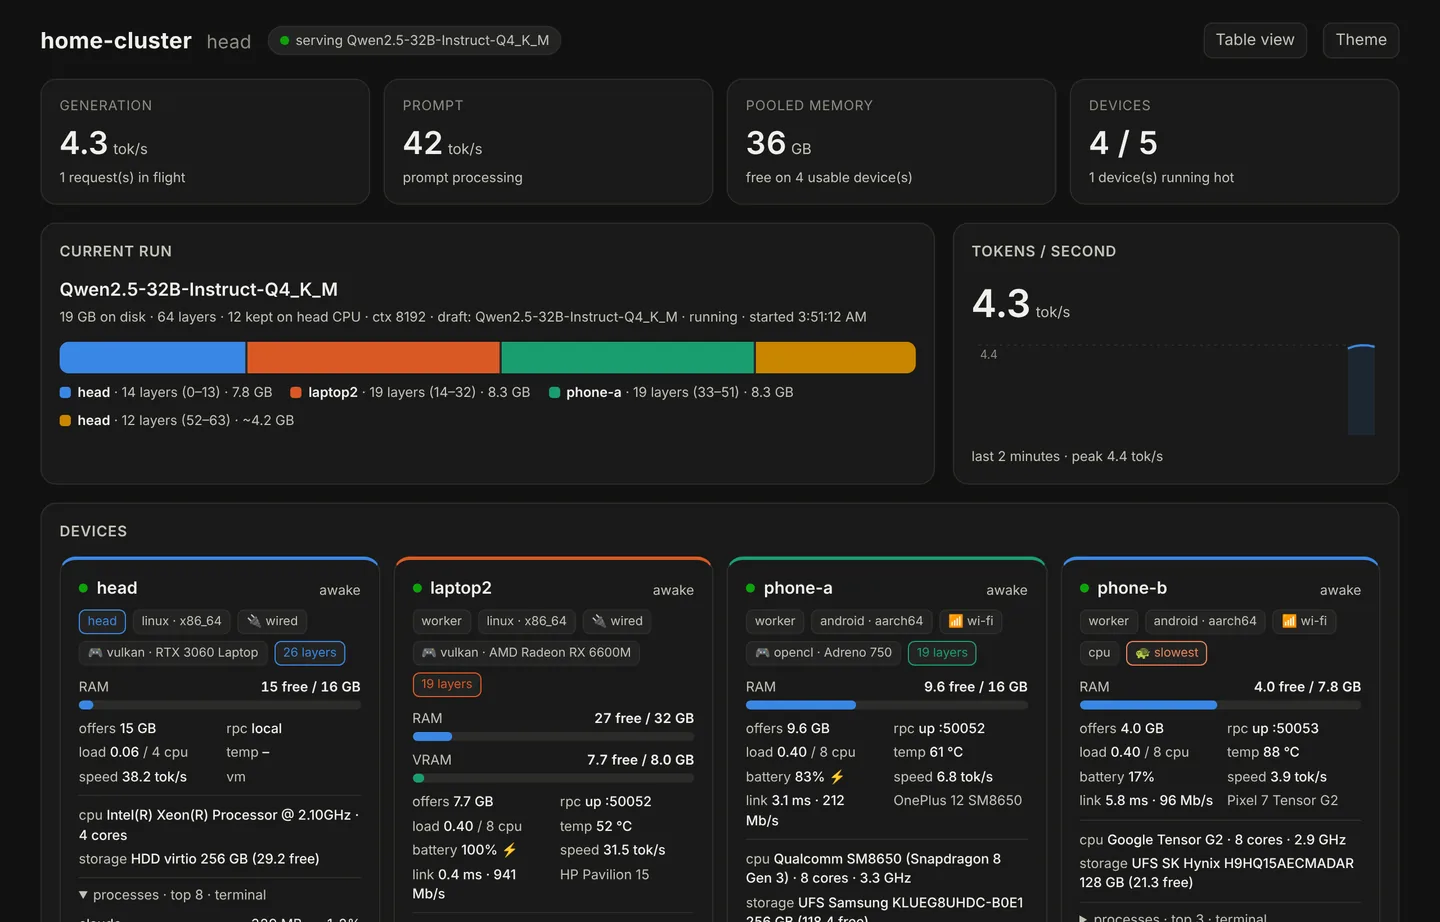 home-cluster head serving Qwen2.5-32B-Instruct-Q4_K_M Table view Theme
GENERATION
4.3 tok/s
1 request(s) in flight
PROMPT
42 tok/s
prompt processing
POOLED MEMORY
36 GB
free on 4 usable device(s)
DEVICES
4 / 5
1 device(s) running hot
CURRENT RUN
Qwen2.5-32B-Instruct-Q4_K_M
19 GB on disk · 64 layers · 12 kept on head CPU · ctx 8192 · draft: Qwen2.5-32B-Instruct-Q4_K_M · running · started 3:51:12 AM
head · 14 layers (0–13) · 7.8 GB laptop2 · 19 layers (14–32) · 8.3 GB phone-a · 19 layers (33–51) · 8.3 GB
head · 12 layers (52–63) · ~4.2 GB
TOKENS / SECOND
4.3 tok/s
4.4
last 2 minutes · peak 4.4 tok/s
DEVICES
head awake
head linux · x86_64 🔌 wired
🎮 vulkan · RTX 3060 Laptop 26 layers
RAM 15 free / 16 GB
offers 15 GB rpc local
load 0.06 / 4 cpu temp –
speed 38.2 tok/s vm
cpu Intel(R) Xeon(R) Processor @ 2.10GHz ·
4 cores
storage HDD virtio 256 GB (29.2 free)
▼ processes · top 8 · terminal
laptop2 awake
worker linux · x86_64 🔌 wired
🎮 vulkan · AMD Radeon RX 6600M
19 layers
RAM 27 free / 32 GB
VRAM 7.7 free / 8.0 GB
offers 7.7 GB rpc up :50052
load 0.40 / 8 cpu temp 52 °C
battery 100% ⚡ speed 31.5 tok/s
link 0.4 ms · 941 HP Pavilion 15
Mb/s
phone-a awake
worker android · aarch64 📶 wi-fi
🎮 opencl · Adreno 750 19 layers
RAM 9.6 free / 16 GB
offers 9.6 GB rpc up :50052
load 0.40 / 8 cpu temp 61 °C
battery 83% ⚡ speed 6.8 tok/s
link 3.1 ms · 212 OnePlus 12 SM8650
Mb/s
cpu Qualcomm SM8650 (Snapdragon 8
Gen 3) · 8 cores · 3.3 GHz
storage UFS Samsung KLUEG8UHDC-B0E1
256 GB (118.4 free)
phone-b awake
worker android · aarch64 📶 wi-fi
cpu 🐢 slowest
RAM 4.0 free / 7.8 GB
offers 4.0 GB rpc up :50053
load 0.40 / 8 cpu temp 88 °C
battery 17% speed 3.9 tok/s
link 5.8 ms · 96 Mb/s Pixel 7 Tensor G2
cpu Google Tensor G2 · 8 cores · 2.9 GHz
storage UFS SK Hynix H9HQ15AECMADAR
128 GB (21.3 free)
▶ processes · top 3 · terminal